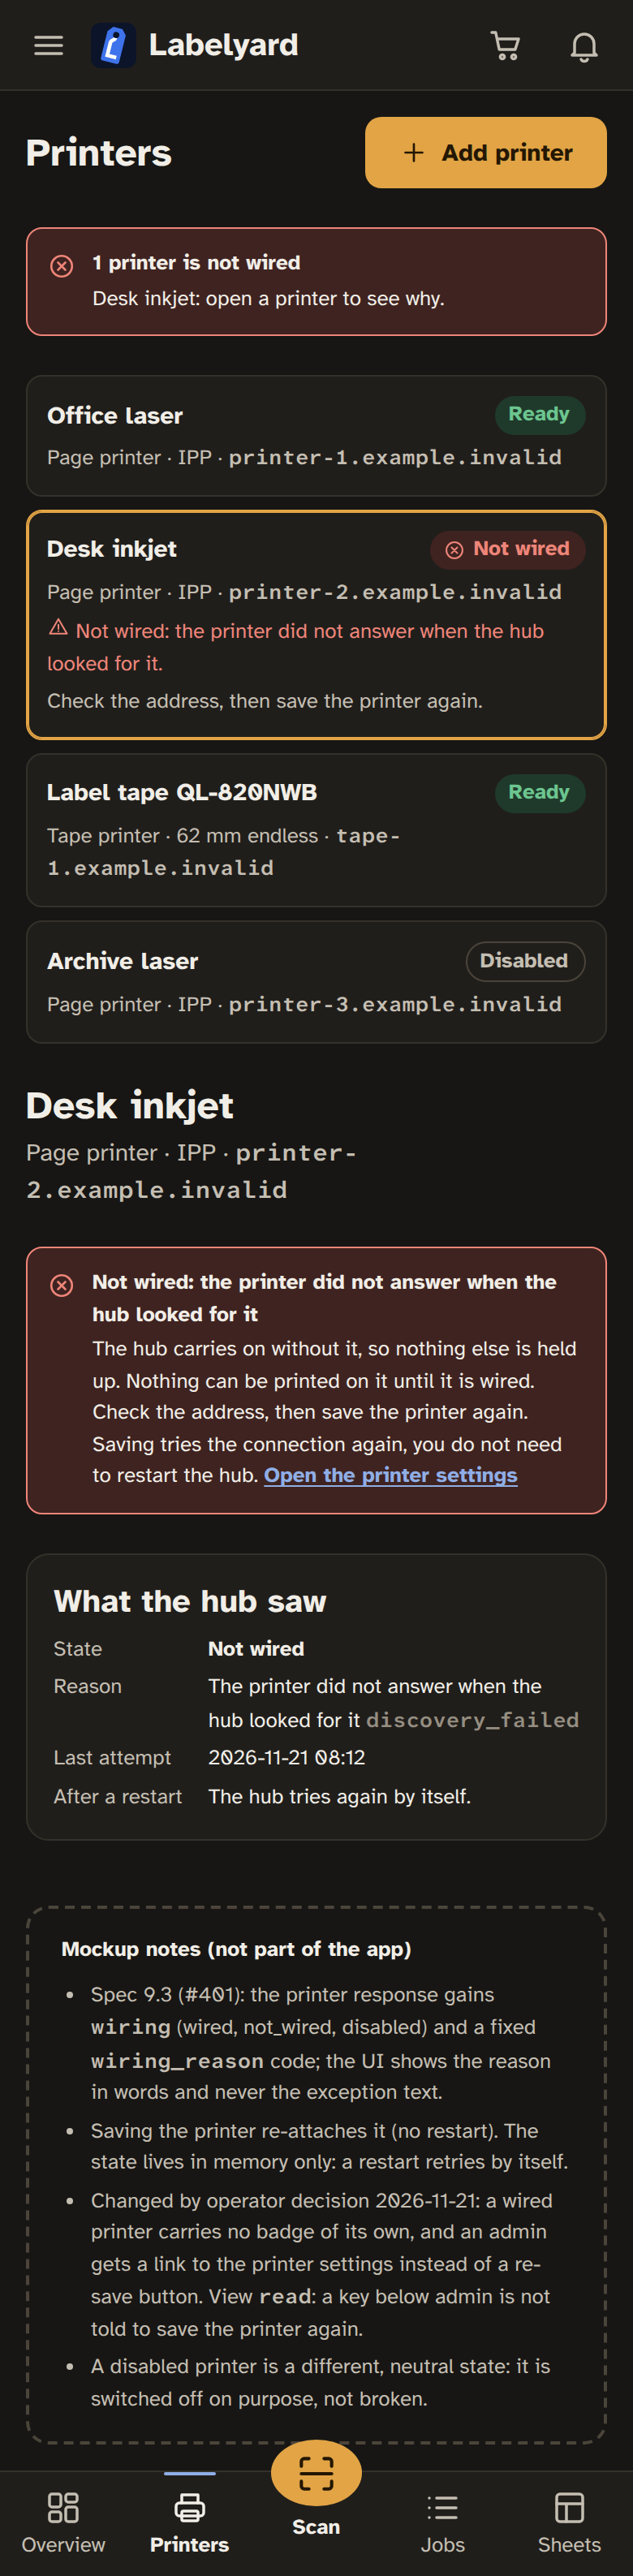 Labelyard
Printers
Add printer
1 printer is not wired
Desk inkjet: open a printer to see why.
Office laser
Ready
Page printer · IPP · printer-1.example.invalid
Desk inkjet
Not wired
Page printer · IPP · printer-2.example.invalid
Not wired: the printer did not answer when the hub
looked for it.
Check the address, then save the printer again.
Label tape QL-820NWB
Ready
Tape printer · 62 mm endless · tape-
1.example.invalid
Archive laser
Disabled
Page printer · IPP · printer-3.example.invalid
Desk inkjet
Page printer · IPP · printer-
2.example.invalid
Not wired: the printer did not answer when the
hub looked for it
The hub carries on without it, so nothing else is held
up. Nothing can be printed on it until it is wired.
Check the address, then save the printer again.
Saving tries the connection again, you do not need
to restart the hub. Open the printer settings
What the hub saw
State Not wired
Reason The printer did not answer when the
hub looked for it discovery_failed
Last attempt 2026-11-21 08:12
After a restart The hub tries again by itself.
Mockup notes (not part of the app)
• Spec 9.3 (#401): the printer response gains
wiring (wired, not_wired, disabled) and a fixed
wiring_reason code; the UI shows the reason
in words and never the exception text.
• Saving the printer re-attaches it (no restart). The
state lives in memory only: a restart retries by itself.
• Changed by operator decision 2026-11-21: a wired
printer carries no badge of its own, and an admin
gets a link to the printer settings instead of a re-
save button. View read: a key below admin is not
told to save the printer again.
• A disabled printer is a different, neutral state: it is
switched off on purpose, not broken.
Overview
Printers
Scan
Jobs
Sheets